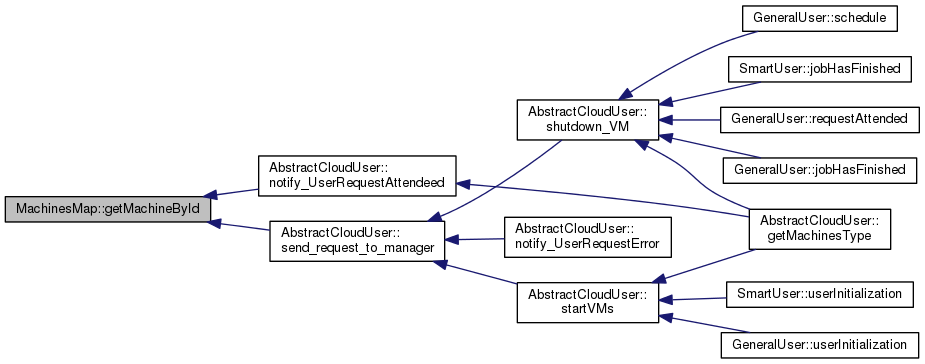 MachinesMap::getMachineById
AbstractCloudUser::
notify_UserRequestAttendeed
AbstractCloudUser::
send_request_to_manager
AbstractCloudUser::
shutdown_VM
AbstractCloudUser::
notify_UserRequestError
AbstractCloudUser::
startVMs
GeneralUser::schedule
SmartUser::jobHasFinished
GeneralUser::requestAttended
GeneralUser::jobHasFinished
AbstractCloudUser::
getMachinesType
SmartUser::userInitialization
GeneralUser::userInitialization